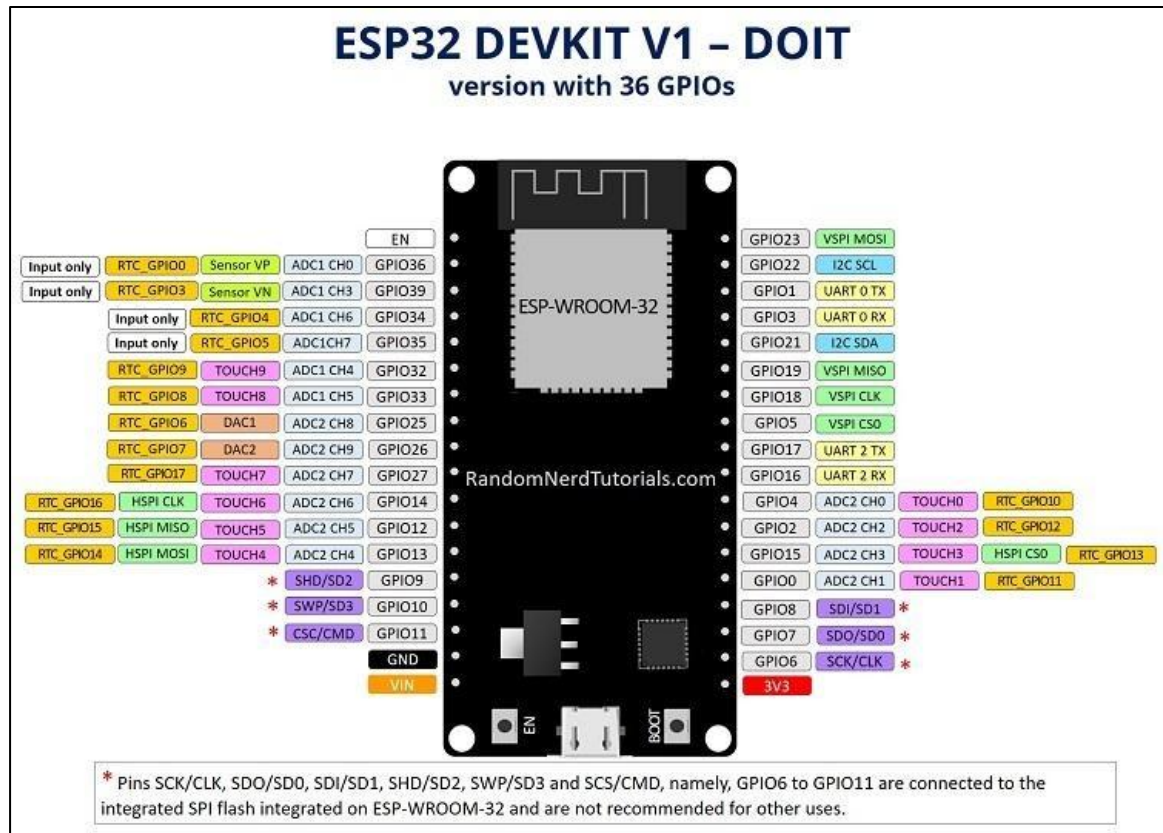 ESP32 DEVKIT V1 – DOIT
version with 36 GPIOs
EN
Input only RTC_GPIO0 Sensor VP ADC1 CH0 GPIO36
Input only RTC_GPIO3 Sensor VN ADC1 CH3 GPIO39
Input only RTC_GPIO4 ADC1 CH6 GPIO34
Input only RTC_GPIO5 ADC1CH7 GPIO35
RTC_GPIO9 TOUCH9 ADC1 CH4 GPIO32
RTC_GPIO8 TOUCH8 ADC1 CH5 GPIO33
RTC_GPIO6 DAC1 ADC2 CH8 GPIO25
RTC_GPIO7 DAC2 ADC2 CH9 GPIO26
RTC_GPIO17 TOUCH7 ADC2 CH7 GPIO27
RTC_GPIO16 HSPI CLK TOUCH6 ADC2 CH6 GPIO14
RTC_GPIO15 HSPI MISO TOUCH5 ADC2 CH5 GPIO12
RTC_GPIO14 HSPI MOSI TOUCH4 ADC2 CH4 GPIO13
* SHD/SD2 GPIO9
* SWP/SD3 GPIO10
* CSC/CMD GPIO11
GND
VIN
ESP-WROOM-32
RandomNerdTutorials.com
EN
BOOT
GPIO23 VSPI MOSI
GPIO22 I2C SCL
GPIO1 UART 0 TX
GPIO3 UART 0 RX
GPIO21 I2C SDA
GPIO19 VSPI MISO
GPIO18 VSPI CLK
GPIO5 VSPI CS0
GPIO17 UART 2 TX
GPIO16 UART 2 RX
GPIO4 ADC2 CH0 TOUCH0 RTC_GPIO10
GPIO2 ADC2 CH2 TOUCH2 RTC_GPIO12
GPIO15 ADC2 CH3 TOUCH3 HSPI CS0 RTC_GPIO13
GPIO0 ADC2 CH1 TOUCH1 RTC_GPIO11
GPIO8 SDI/SD1 *
GPIO7 SDO/SD0 *
GPIO6 SCK/CLK *
3V3
* Pins SCK/CLK, SDO/SD0, SDI/SD1, SHD/SD2, SWP/SD3 and SCS/CMD, namely, GPIO6 to GPIO11 are connected to the
integrated SPI flash integrated on ESP-WROOM-32 and are not recommended for other uses.